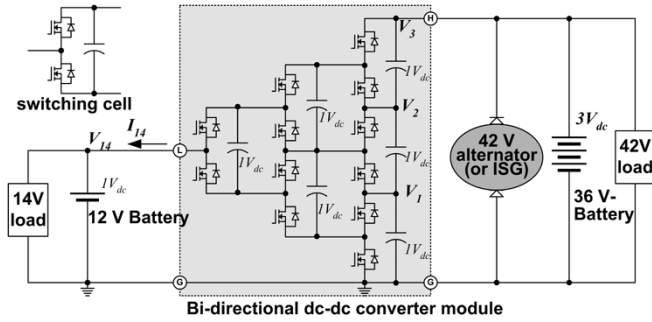 switching cell
V3
H
1Vdc
V2
1Vdc
1Vdc
V14
I14
L
1Vdc
1Vdc
V1
1Vdc
14V
load
1Vdc
12 V Battery
G
G
42 V
alternator
(or ISG)
3Vdc
36 V-
Battery
42V
load
Bi-directional dc-dc converter module